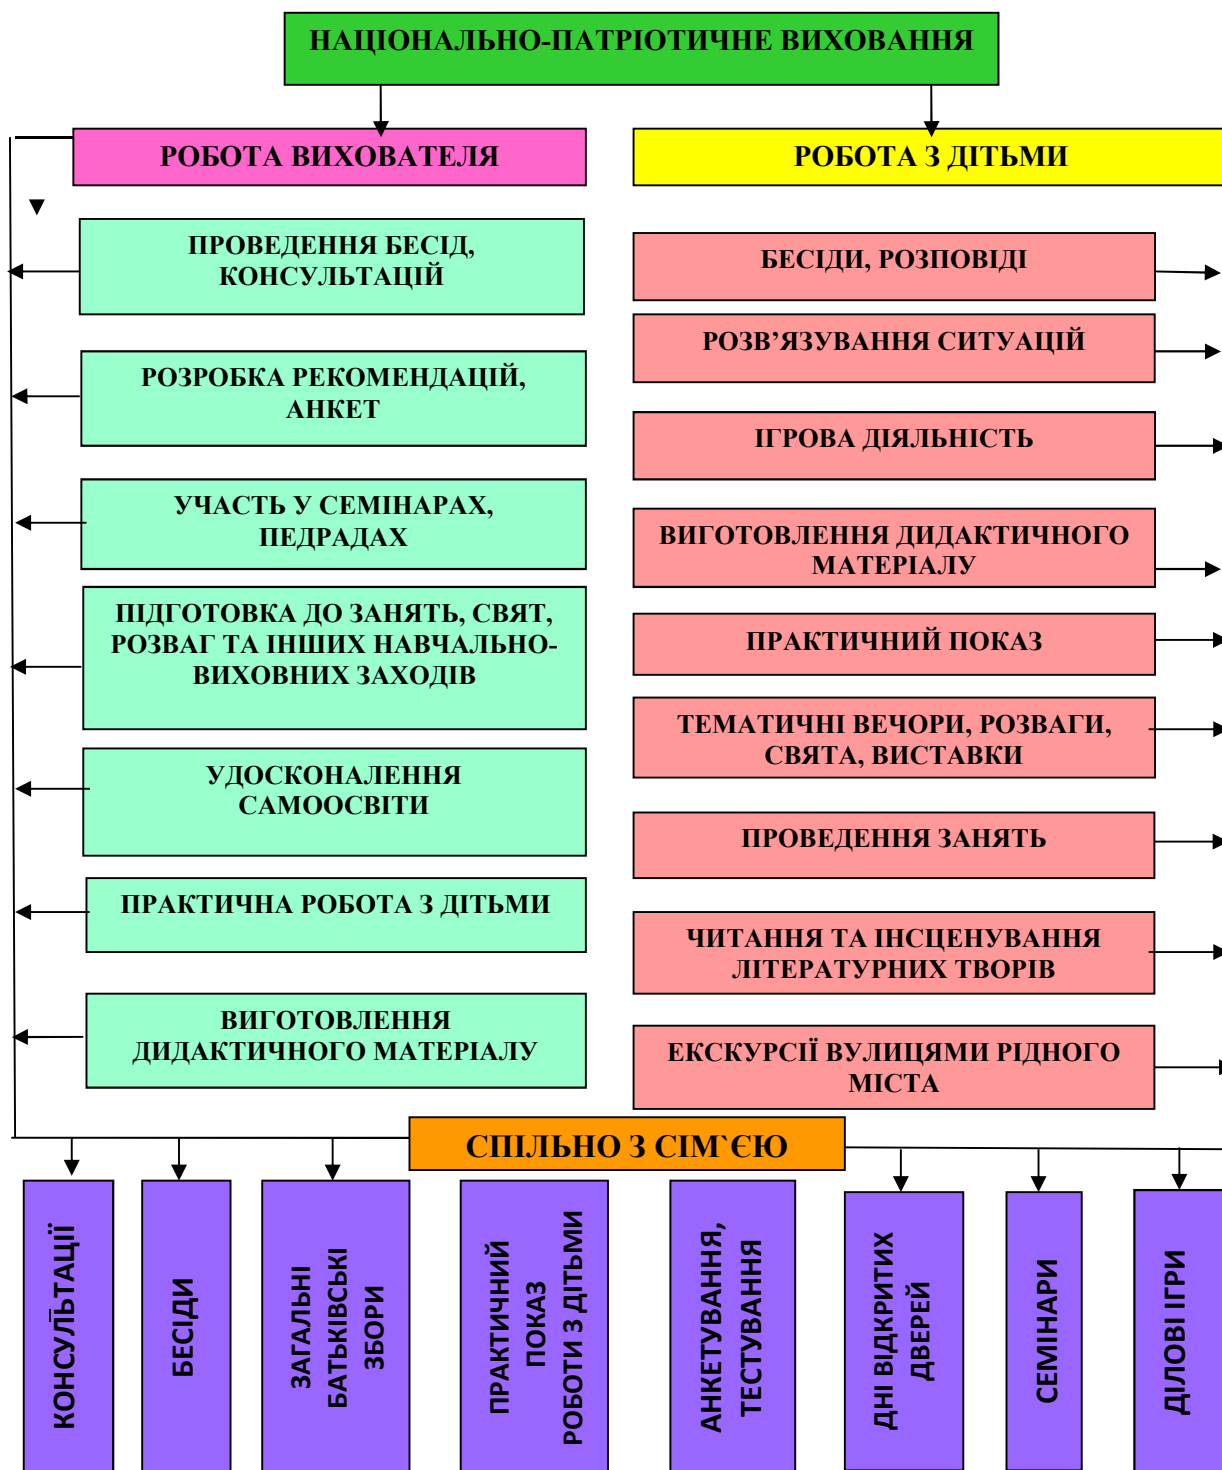 НАЦІОНАЛЬНО-ПАТРІОТИЧНЕ ВИХОВАННЯ
РОБОТА ВИХОВАТЕЛЯ
ПРОВЕДЕННЯ БЕСІД,
КОНСУЛЬТАЦІЙ
РОЗРОБКА РЕКОМЕНДАЦІЙ,
АНКЕТ
УЧАСТЬ У СЕМІНАРАХ,
ПЕДРАДАХ
ПІДГОТОВКА ДО ЗАНЯТЬ, СВЯТ,
РОЗВАГ ТА ІНШИХ НАВЧАЛЬНО-
ВИХОВНИХ ЗАХОДІВ
УДОСКОНАЛЕННЯ
САМООСВІТИ
ПРАКТИЧНА РОБОТА З ДІТЬМИ
ВИГОТОВЛЕННЯ
ДИДАКТИЧНОГО МАТЕРІАЛУ
РОБОТА З ДІТЬМИ
БЕСІДИ, РОЗПОВІДІ
РОЗВ’ЯЗУВАННЯ СИТУАЦІЙ
ІГРОВА ДІЯЛЬНІСТЬ
ВИГОТОВЛЕННЯ ДИДАКТИЧНОГО
МАТЕРІАЛУ
ПРАКТИЧНИЙ ПОКАЗ
ТЕМАТИЧНІ ВЕЧОРИ, РОЗВАГИ,
СВЯТА, ВИСТАВКИ
ПРОВЕДЕННЯ ЗАНЯТЬ
ЧИТАННЯ ТА ІНСЦЕНУВАННЯ
ЛІТЕРАТУРНИХ ТВОРІВ
ЕКСКУРСІЇ ВУЛИЦЯМИ РІДНОГО
МІСТА
СПІЛЬНО З СІМ`ЄЮ
КОНСУЛЬТАЦІЇ
БЕСІДИ
ЗАГАЛЬНІ
БАТЬКІВСЬКІ
ЗБОРИ
ПРАКТИЧНИЙ
ПОКАЗ
РОБОТИ З ДІТЬМИ
АНКЕТУВАННЯ,
ТЕСТУВАННЯ
ДНІ ВІДКРИТИХ
ДВЕРЕЙ
СЕМІНАРИ
ДІЛОВІ ІГРИ